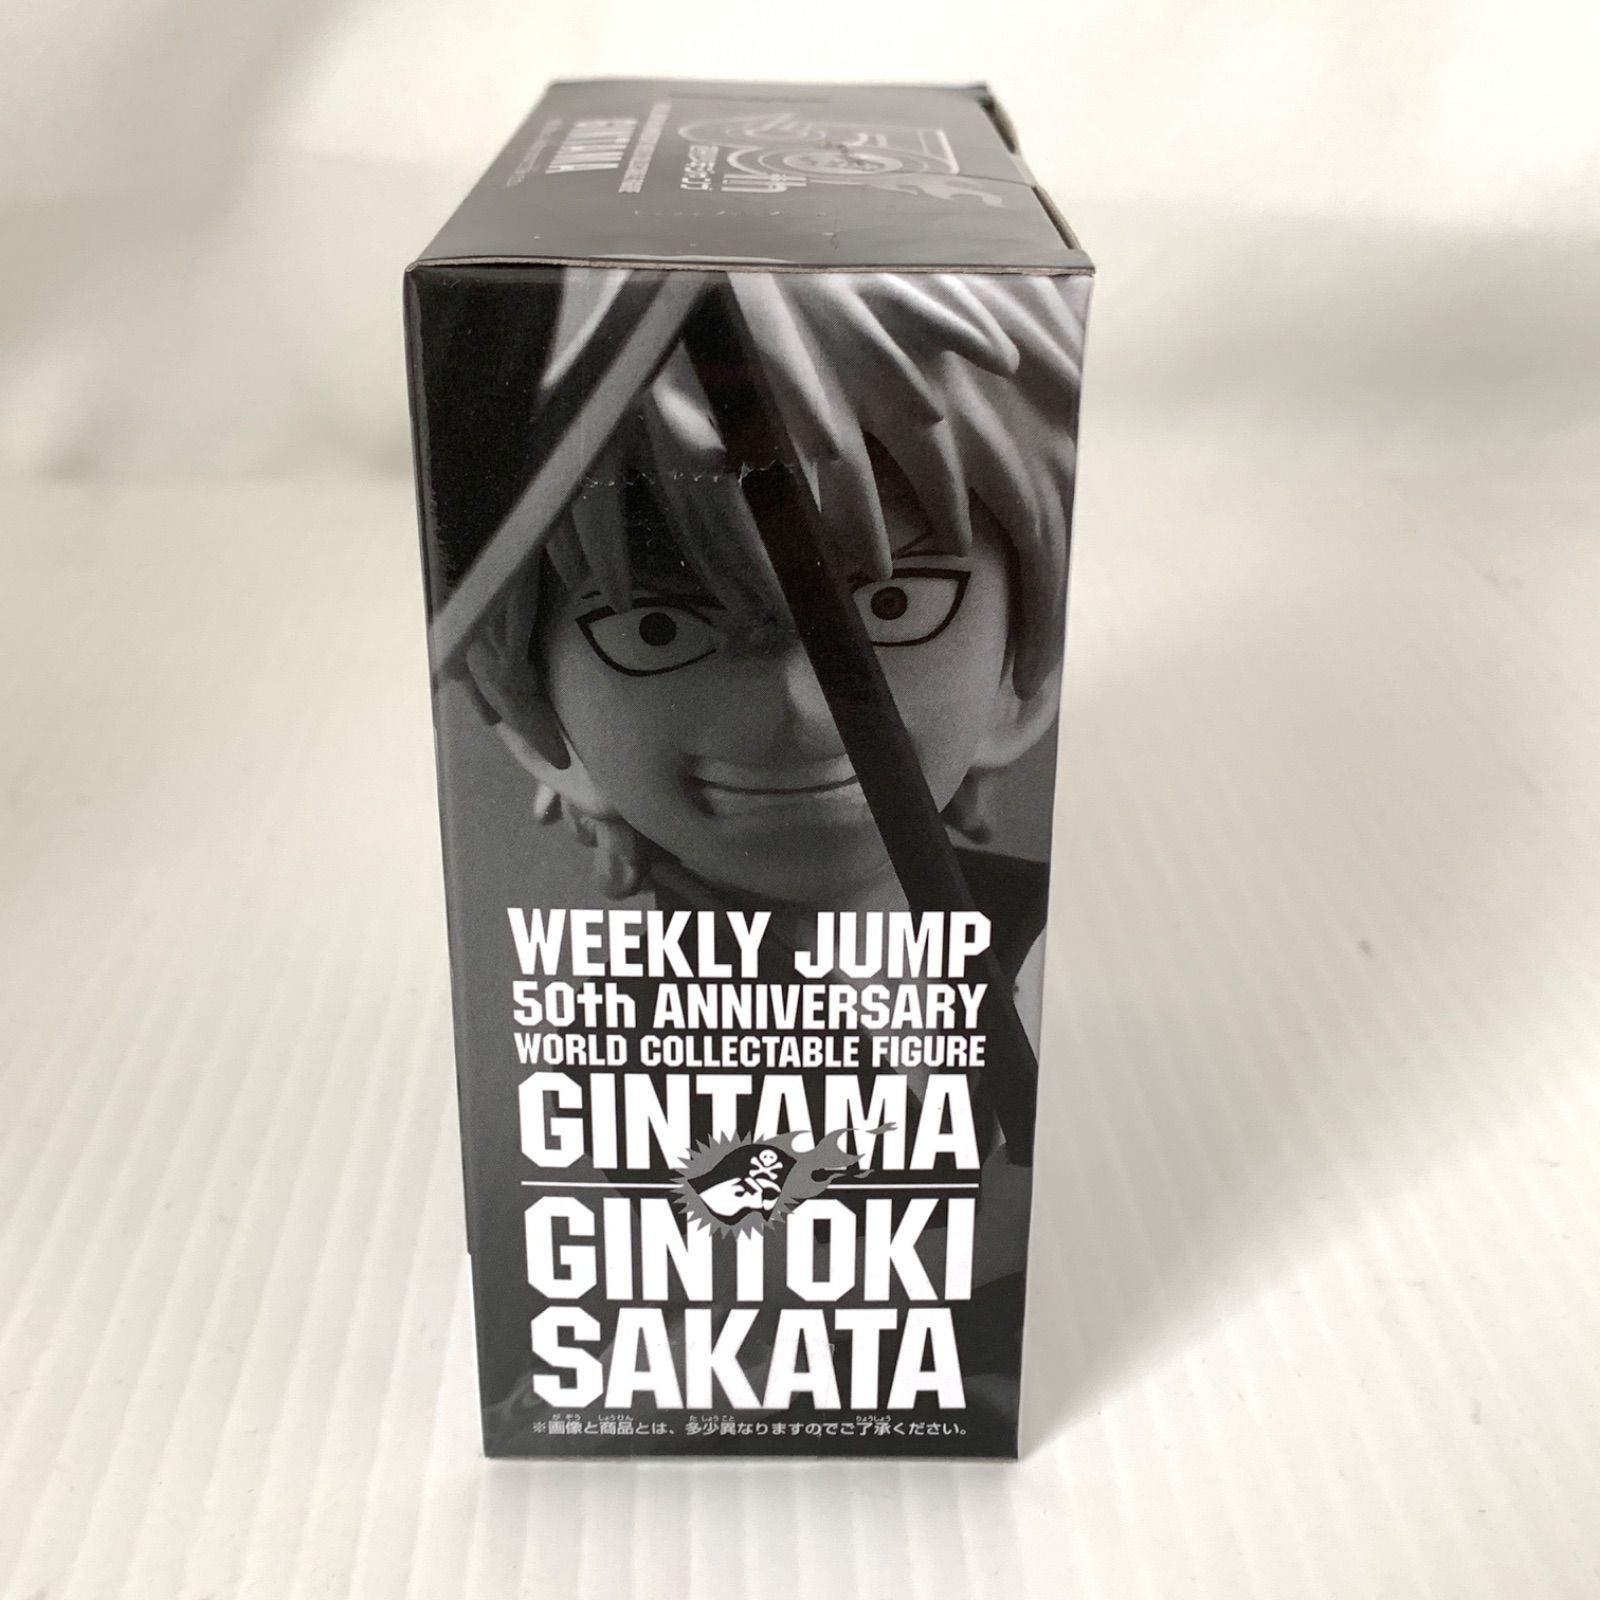 GINTAMA
WEEKLY JUMP
50th ANNIVERSARY
WORLD COLLECTABLE FIGURE
GINTAMA
GINTOKI
SAKATA
※画像と商品とは、多少異なりますのでご了承ください。